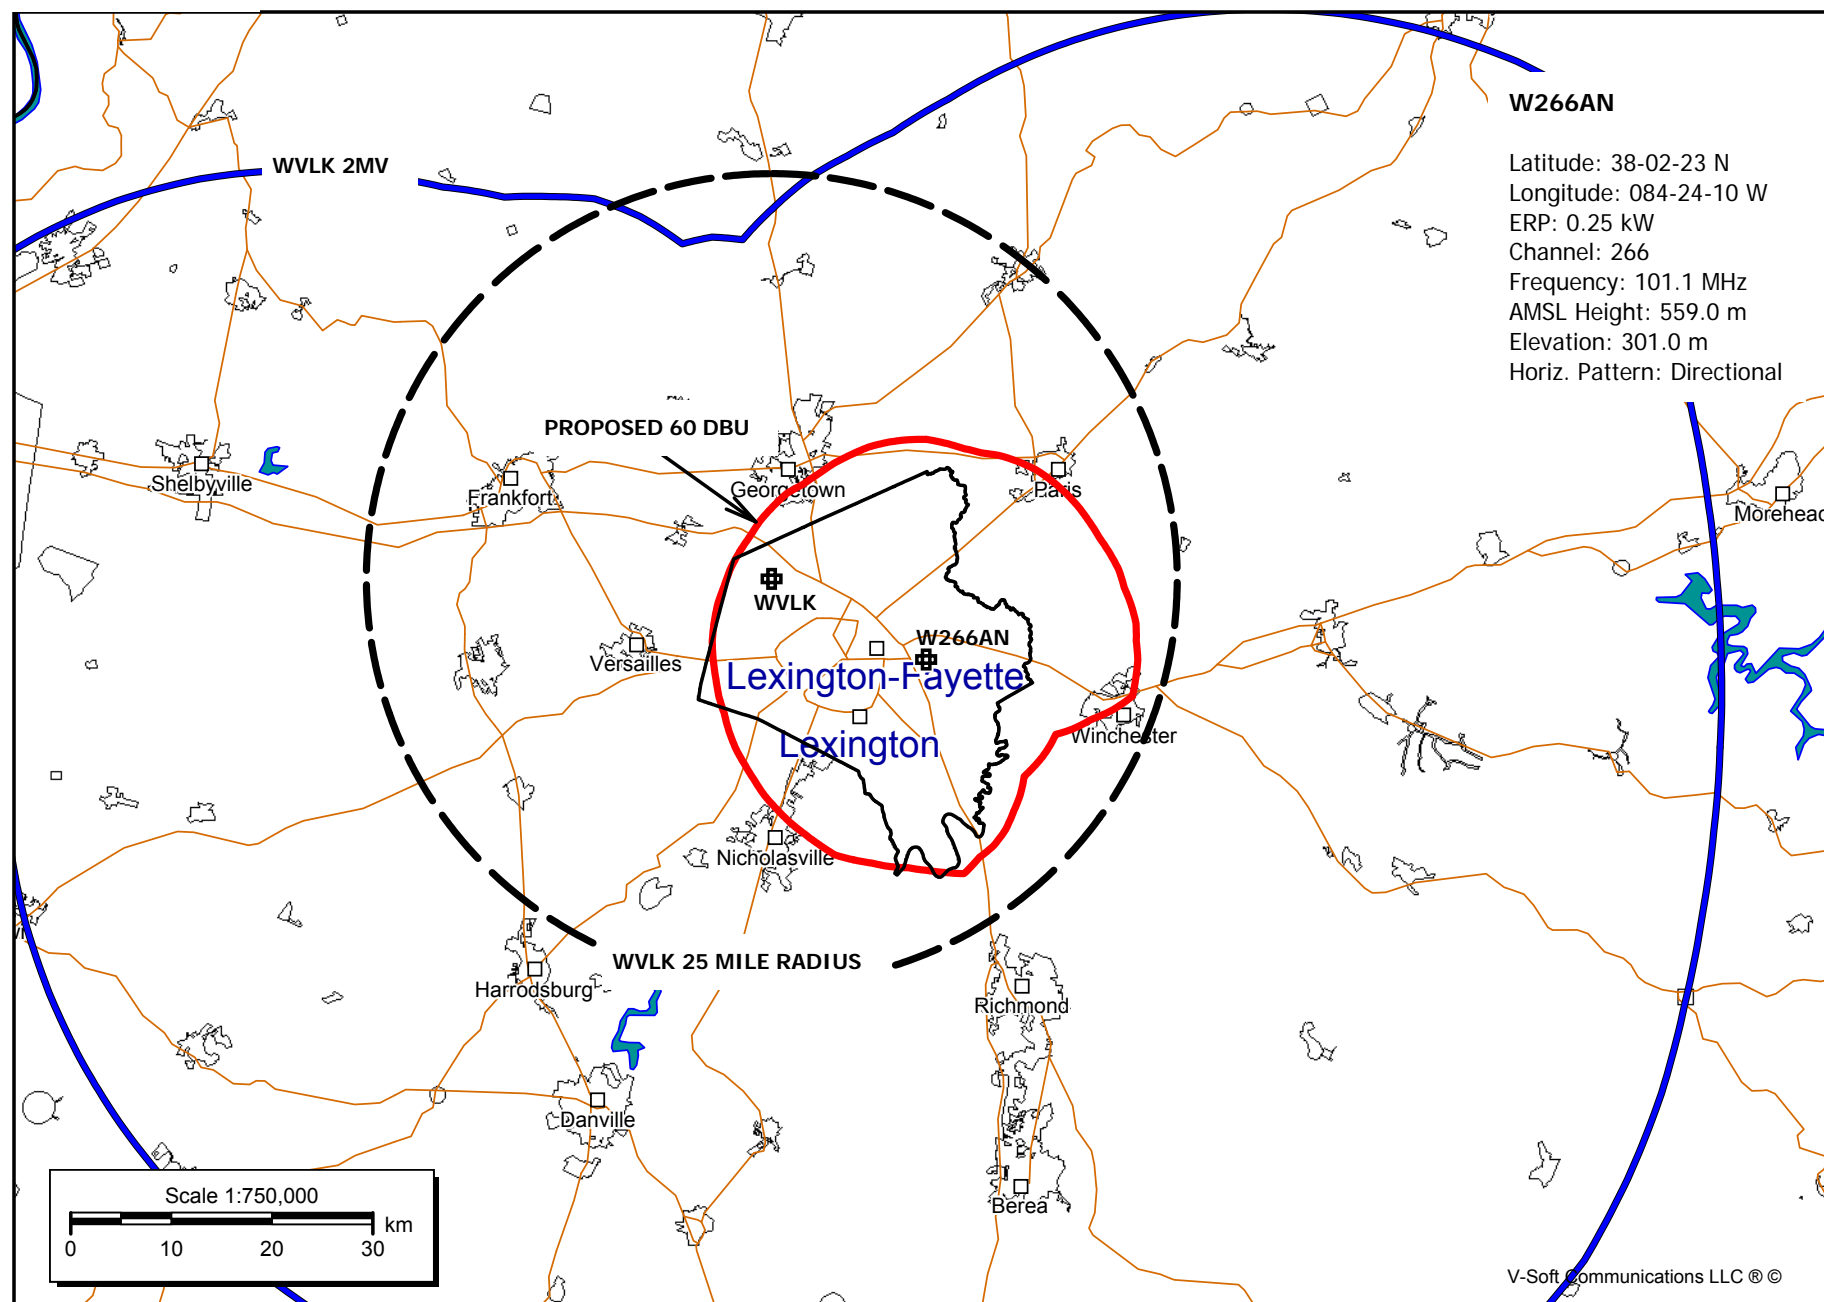 WVLK 2MV
W266AN
Latitude: 38-02-23 N
Longitude: 084-24-10 W
ERP: 0.25 kW
Channel: 266
Frequency: 101.1 MHz
AMSL Height: 559.0 m
Elevation: 301.0 m
Horiz. Pattern: Directional
PROPOSED 60 DBU
Shelbyville
Frankfort
Georgetown
Paris
Morehead
WVLK
W266AN
Versailles
Lexington-Fayette
Winchester
Lexington
Nicholasville
WVLK 25 MILE RADIUS
Harrodsburg
Richmond
Danville
Berea
Scale 1:750,000
km
0 10 20 30
V-Soft Communications LLC ® ©